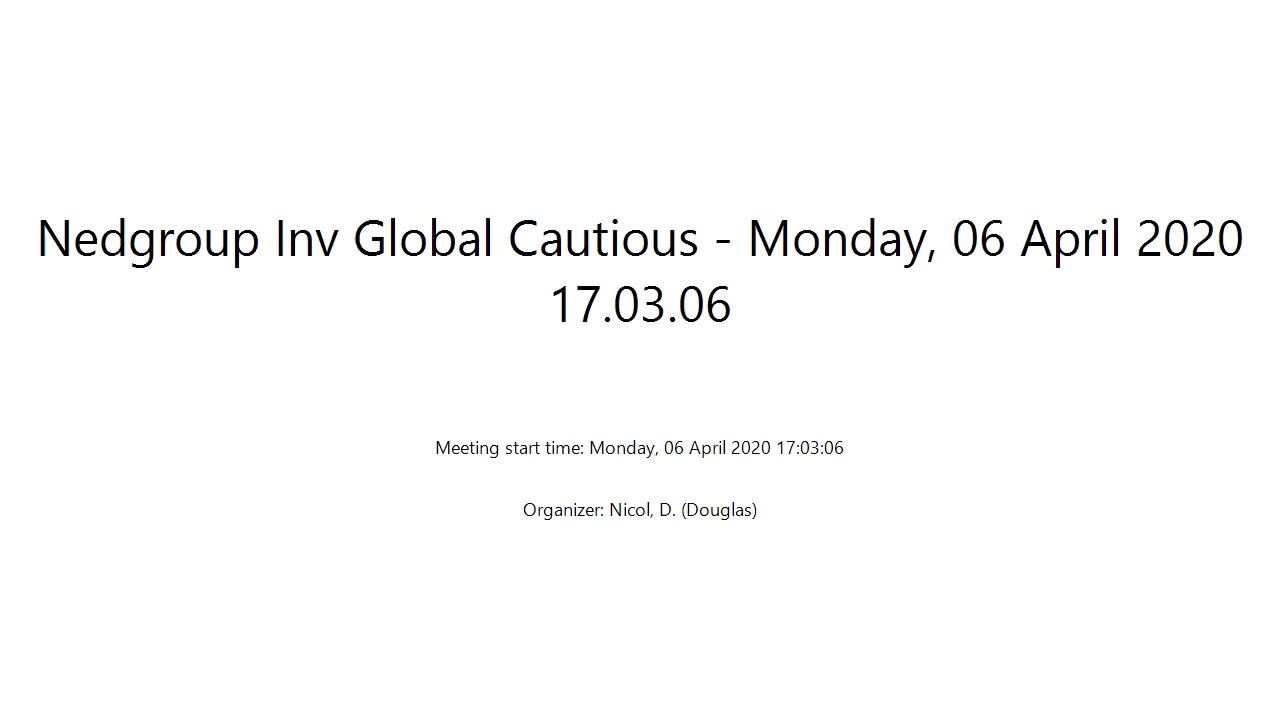 Nedgroup Inv Global Cautious - Monday, 06 April 2020
17.03.06
Meeting start time: Monday, 06 April 2020 17:03:06
Organizer: Nicol, D. (Douglas)